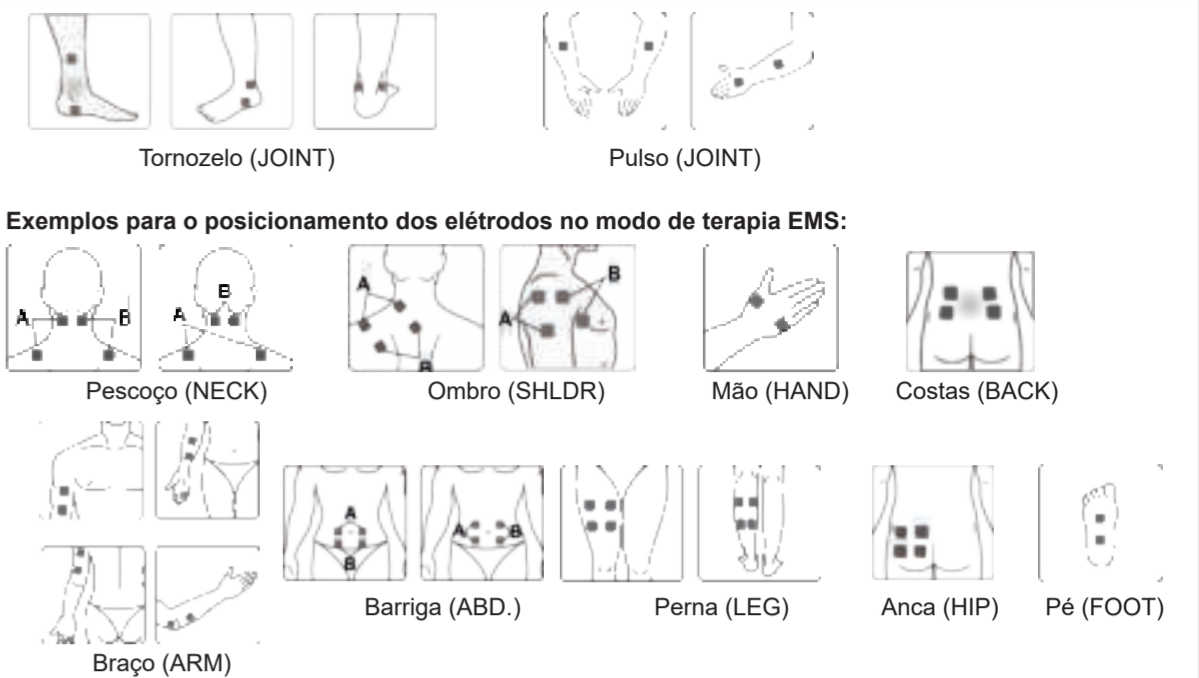 Tornozelo (JOINT)
Pulso (JOINT)
Exemplos para o posicionamento dos elétrodos no modo de terapia EMS:
A B
B
A
A
B
B
A
Pescoço (NECK)
Ombro (SHLDR)
Mão (HAND)
Costas (BACK)
A
B
A B
Barriga (ABD.)
Perna (LEG)
Anca (HIP)
Pé (FOOT)
Braço (ARM)